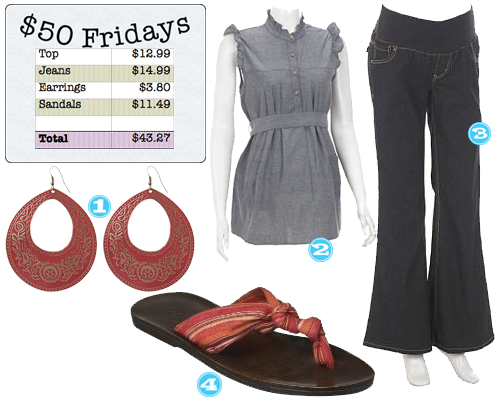 $50 Fridays
Top $12.99
Jeans $14.99
Earrings $3.80
Sandals $11.49
Total $43.27
1
2
3
4